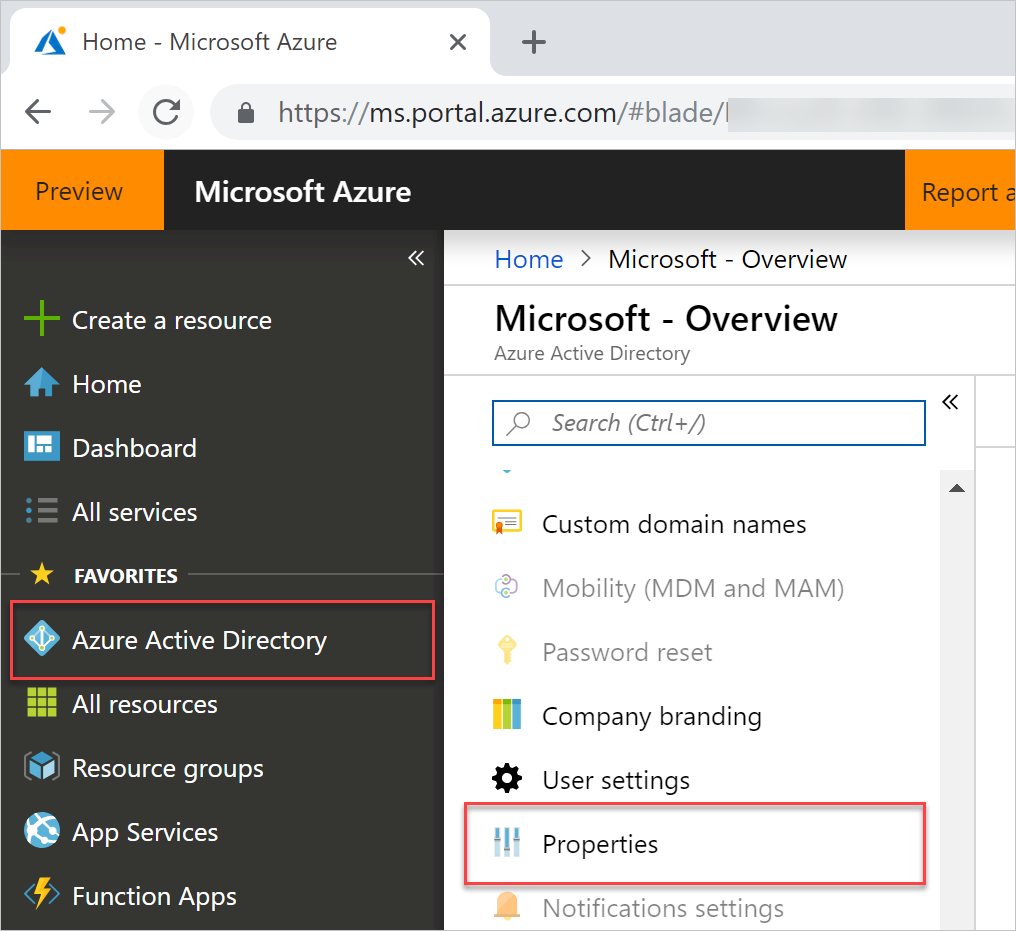 Home - Microsoft Azure
https://ms.portal.azure.com/#blade/
Preview
Microsoft Azure
Report a
Home > Microsoft - Overview
Microsoft - Overview
Azure Active Directory
Create a resource
Home
Dashboard
All services
FAVORITES
Azure Active Directory
All resources
Resource groups
App Services
Function Apps
Search (Ctrl+/)
Custom domain names
Mobility (MDM and MAM)
Password reset
Company branding
User settings
Properties
Notifications settings